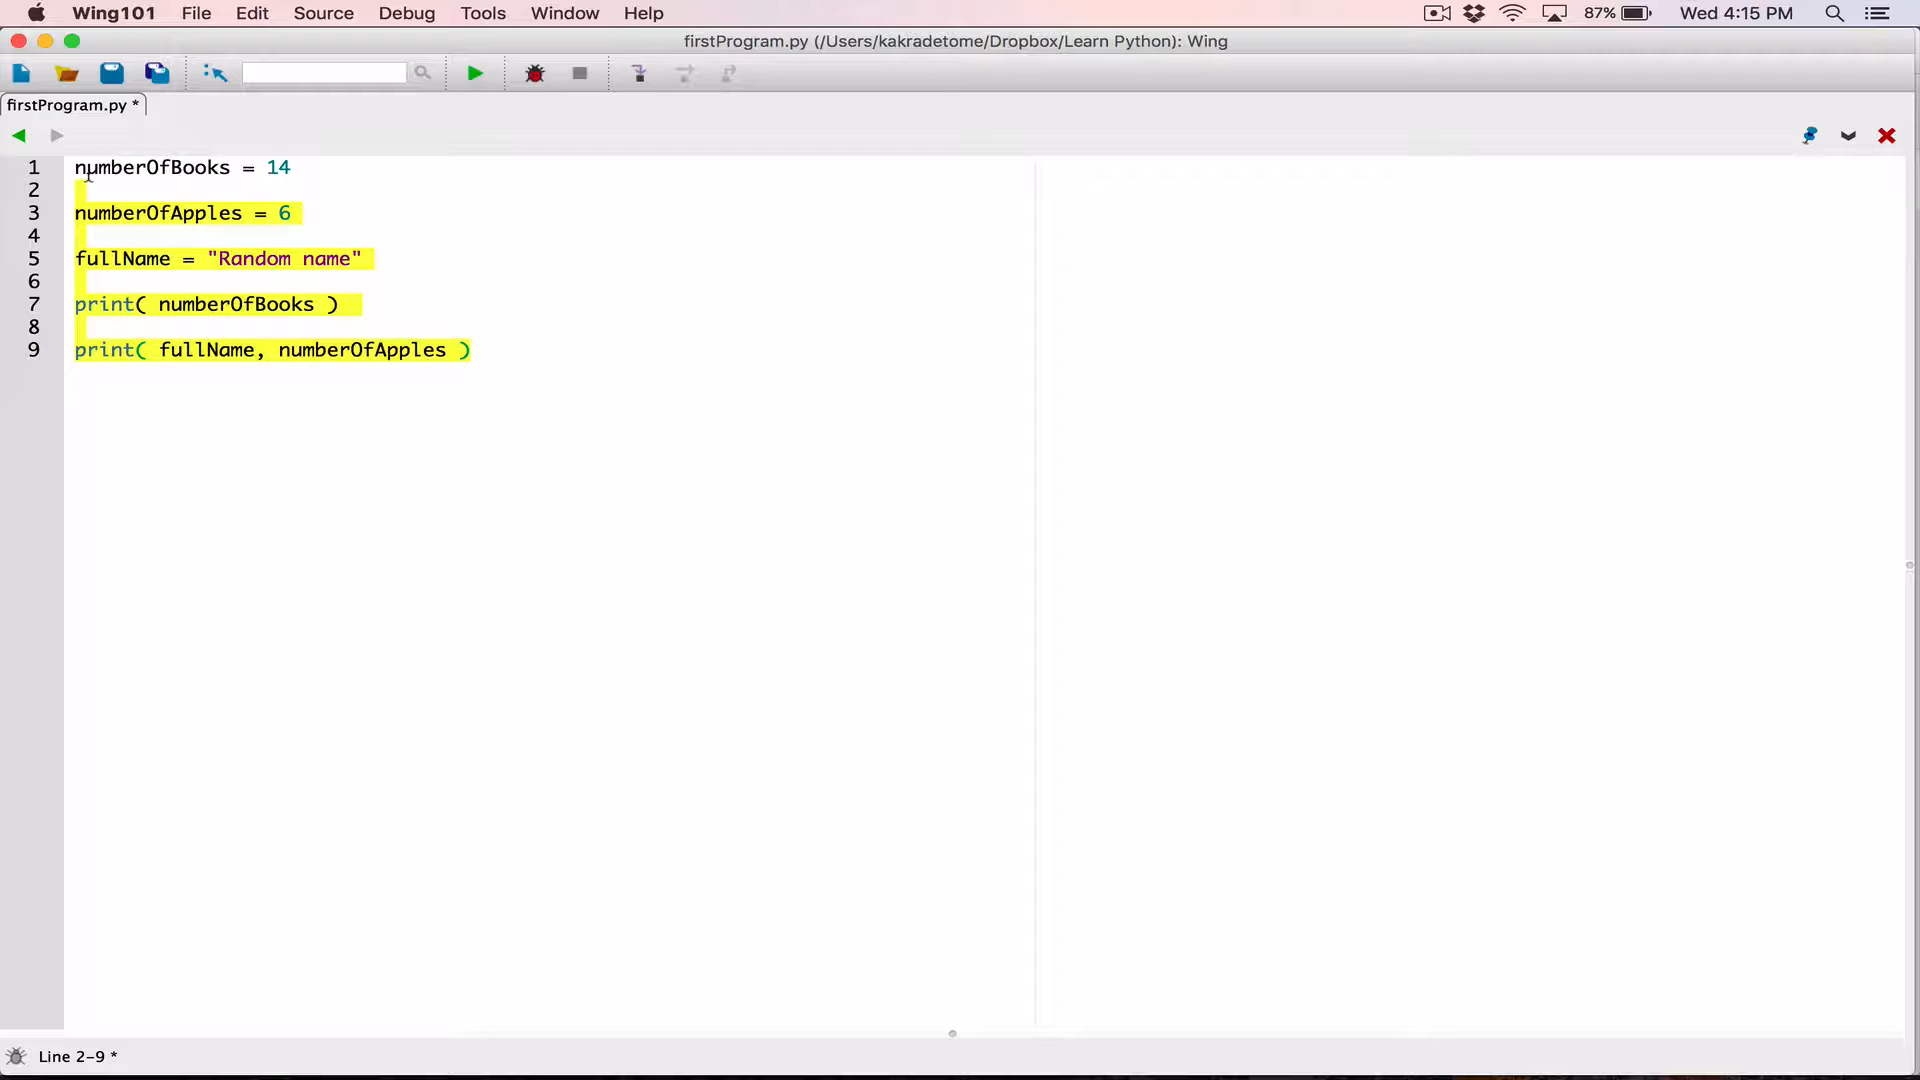 Wing101 File Edit Source Debug Tools Window Help 87% Wed 4:15 PM
firstProgram.py (/Users/kakradetome/Dropbox/Learn Python): Wing
firstProgram.py *
1 numberOfBooks = 14
2
3 numberOfApples = 6
4
5 fullName = "Random name"
6
7 print( numberOfBooks )
8
9 print( fullName, numberOfApples )
Line 2-9 *